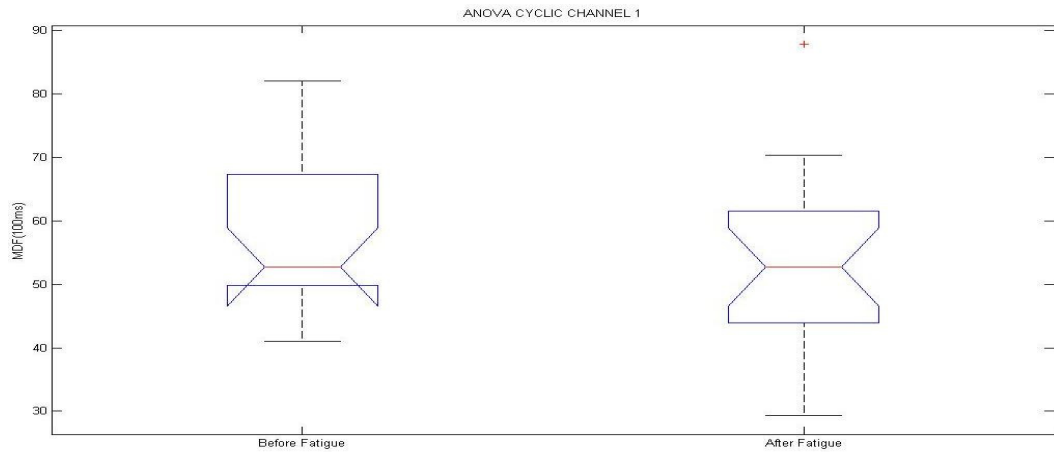 ANOVA CYCLIC CHANNEL 1
MDF(100ms)
90
80
70
60
50
40
30
Before Fatigue
After Fatigue